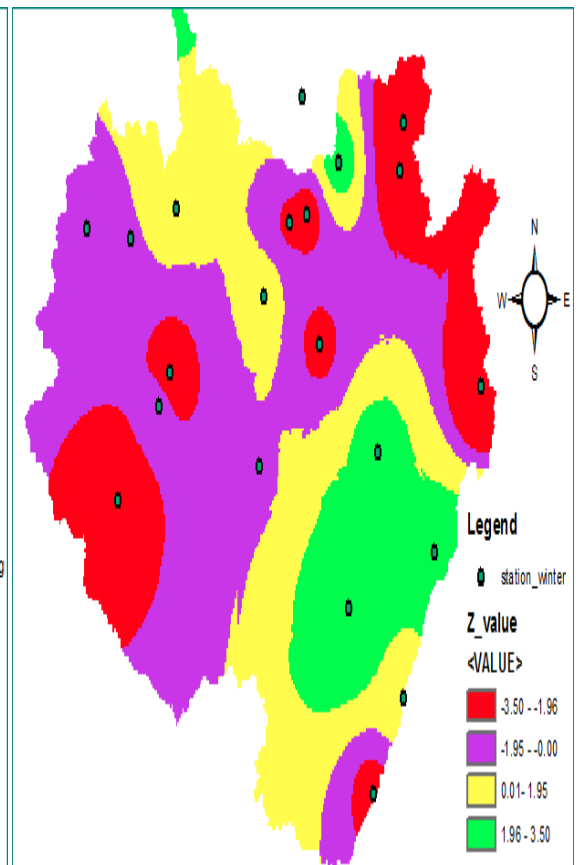 N
W E
S
g
Legend
station_winter
Z_value
<VALUE>
-3.50 - -1.96
-1.95 - -0.00
0.01- 1.95
1.96 - 3.50